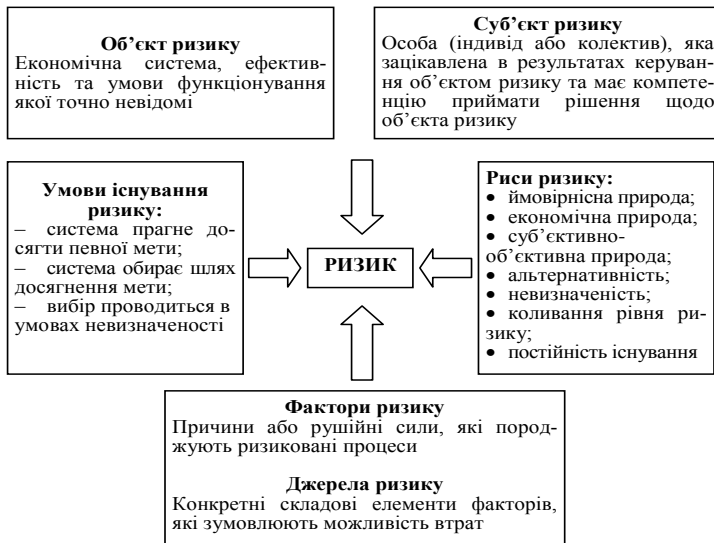 Об’єкт ризику
Економічна система, ефектив-
ність та умови функціонування
якої точно невідомі
Суб’єкт ризику
Особа (індивід або колектив), яка
зацікавлена в результатах керуван-
ня об’єктом ризику та має компетен-
цію приймати рішення щодо
об’єкта ризику
Умови існування
ризику:
– система прагне до-
сягти певної мети;
– система обирає шлях
досягнення мети;
– вибір проводиться в
умовах невизначеності
РИЗИК
Риси ризику:
● ймовірнісна природа;
● економічна природа;
● суб’єктивно-
об’єктивна природа;
● альтернативність;
● невизначеність;
● коливання рівня ри-
зику;
● постійність існування
Фактори ризику
Причини або рушійні сили, які пород-
жують ризиковані процеси
Джерела ризику
Конкретні складові елементи факторів,
які зумовлюють можливість втрат